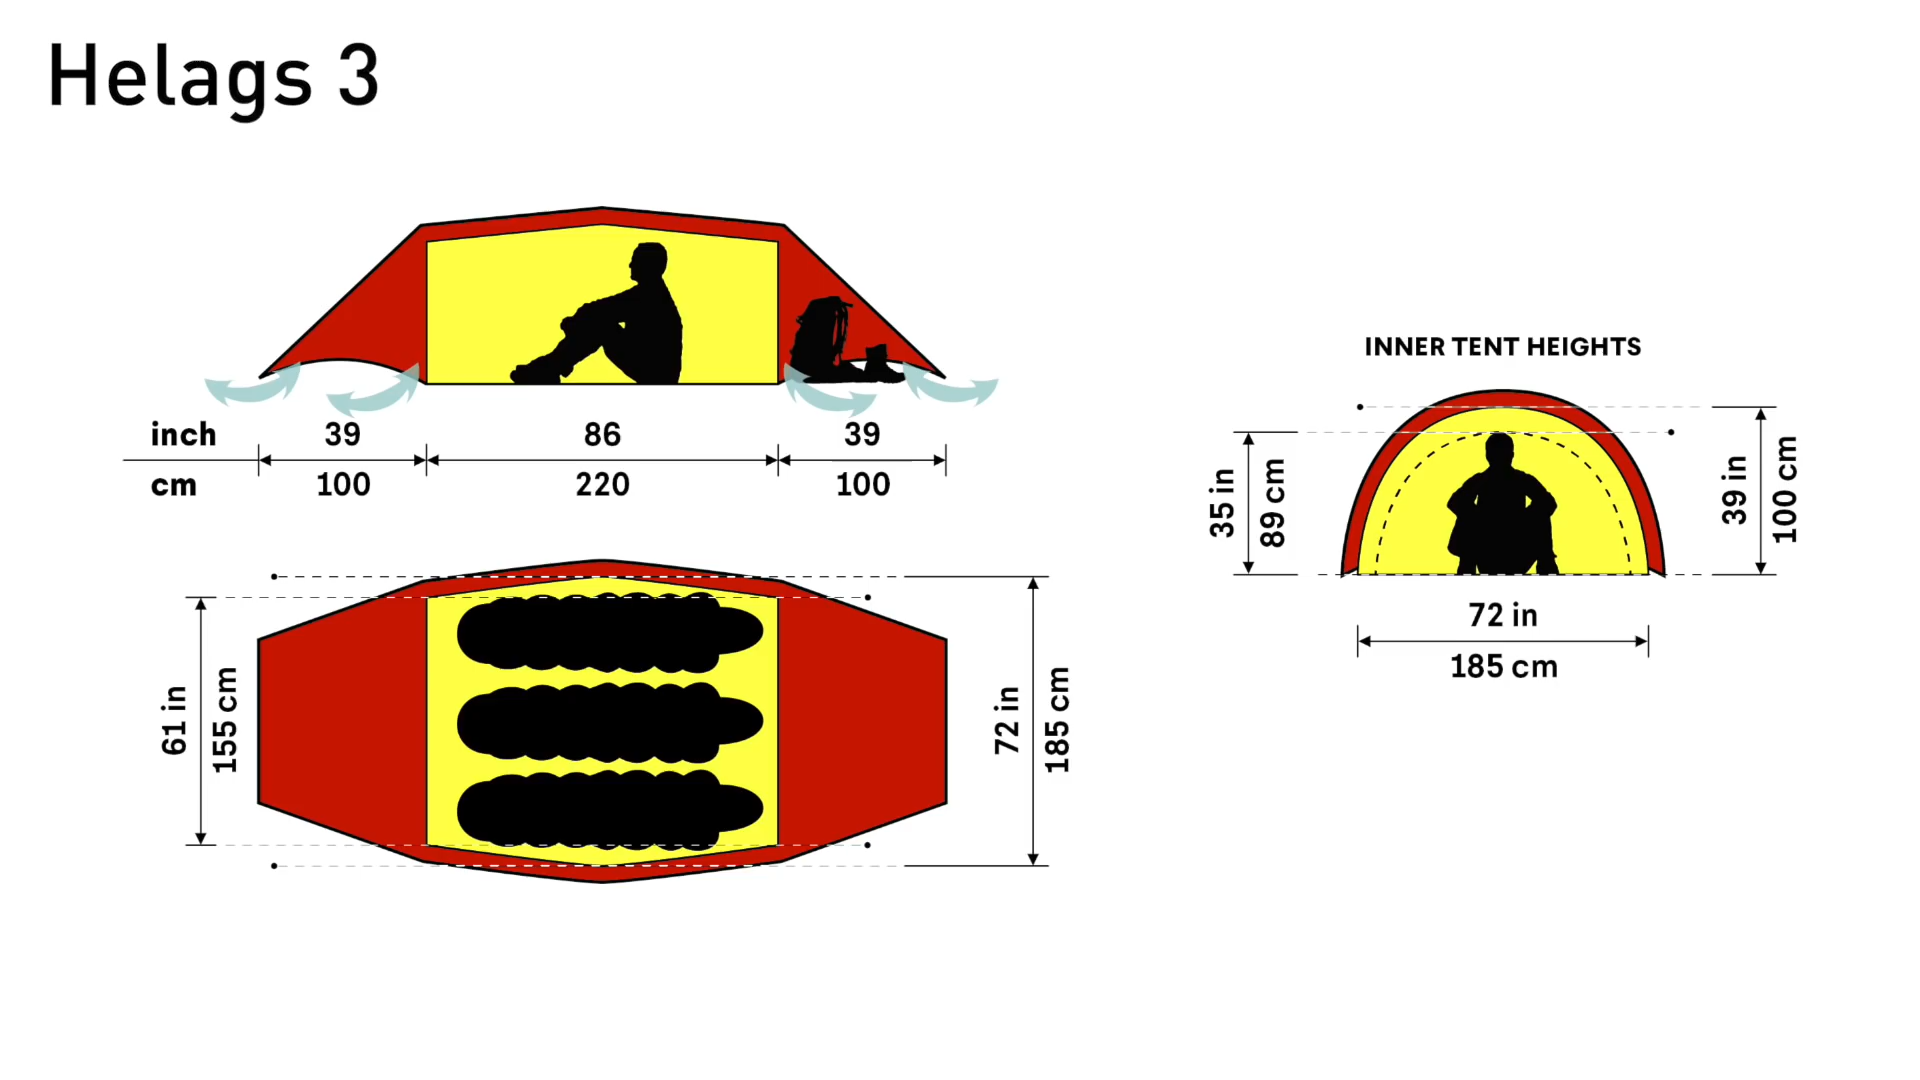 Helags 3
inch 39 86 39
cm 100 220 100
61 in
155 cm
72 in
185 cm
INNER TENT HEIGHTS
35 in
89 cm
39 in
100 cm
72 in
185 cm